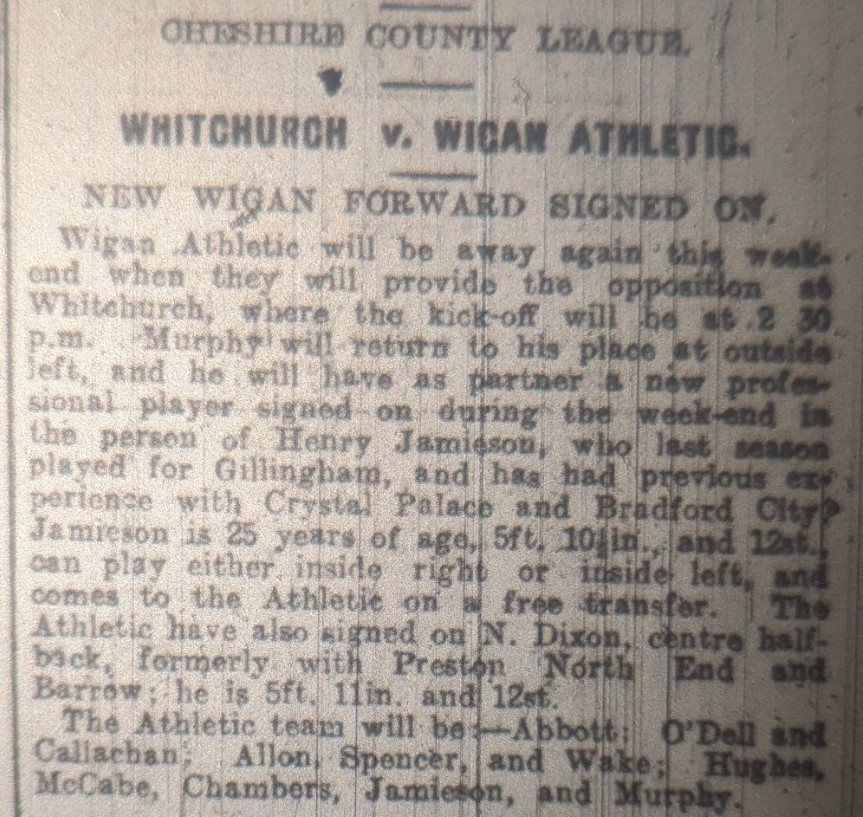 CHESHIRE COUNTY LEAGUE.
WHITCHURCH v. WIGAN ATHLETIC.
NEW WIGAN FORWARD SIGNED ON.
Wigan Athletic will be away again this week-
end when they will provide the opposition at
Whitchurch, where the kick-off will be at 2 30
p.m. Murphy will return to his place at outside
left, and he will have as partner a new profes-
sional player signed on during the week-end in
the person of Henry Jamieson, who last season
played for Gillingham, and has had previous ex-
perience with Crystal Palace and Bradford City.
Jamieson is 25 years of age, 5ft. 10½in., and 12st.,
can play either inside right or inside left, and
comes to the Athletic on a free transfer. The
Athletic have also signed on N. Dixon, centre half-
back, formerly with Preston North End and
Barrow; he is 5ft. 11in. and 12st.
The Athletic team will be:—Abbott; O'Dell and
Callachan; Allon, Spencer, and Wake; Hughes,
McCabe, Chambers, Jamieson, and Murphy.